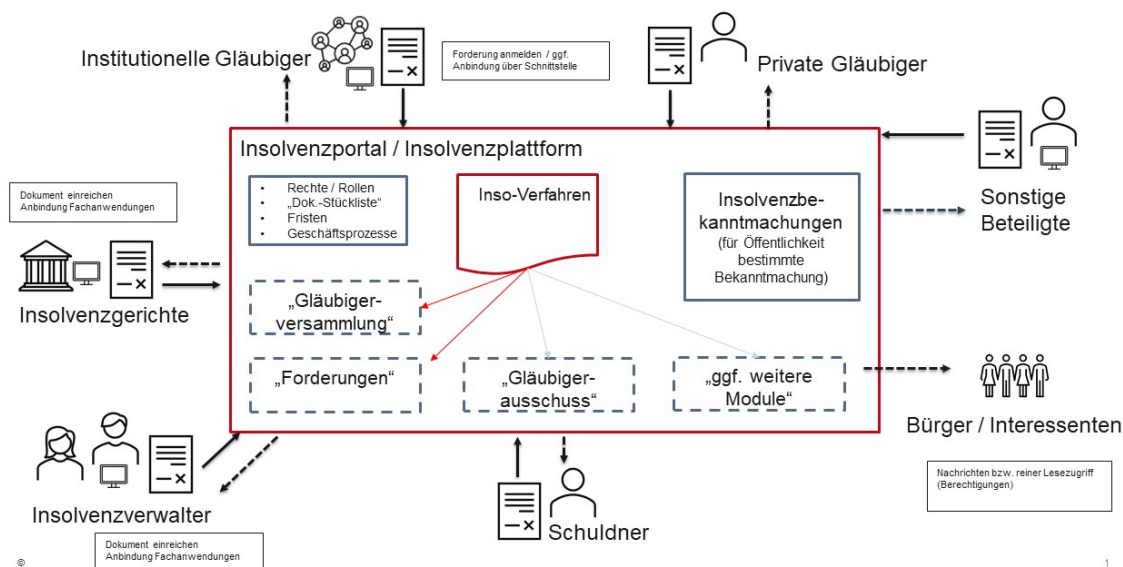 Institutionelle Gläubiger
Forderung anmelden / ggf.
Anbindung über Schnittstelle
Private Gläubiger
Insolvenzportal / Insolvenzplattform
• Rechte / Rollen
• „Dok.-Stückliste“
• Fristen
• Geschäftsprozesse
Inso-Verfahren
Insolvenzbe-
kanntmachungen
(für Öffentlichkeit
bestimmte
Bekanntmachung)
Sonstige
Beteiligte
Dokument einreichen
Anbindung Fachanwendungen
Insolvenzgerichte
„Gläubiger-
versammlung“
„Forderungen“
„Gläubiger-
ausschuss“
„ggf. weitere
Module“
Bürger / Interessenten
Nachrichten bzw. reiner Lesezugriff
(Berechtigungen)
Insolvenzverwalter
Dokument einreichen
Anbindung Fachanwendungen
Schuldner
©
1